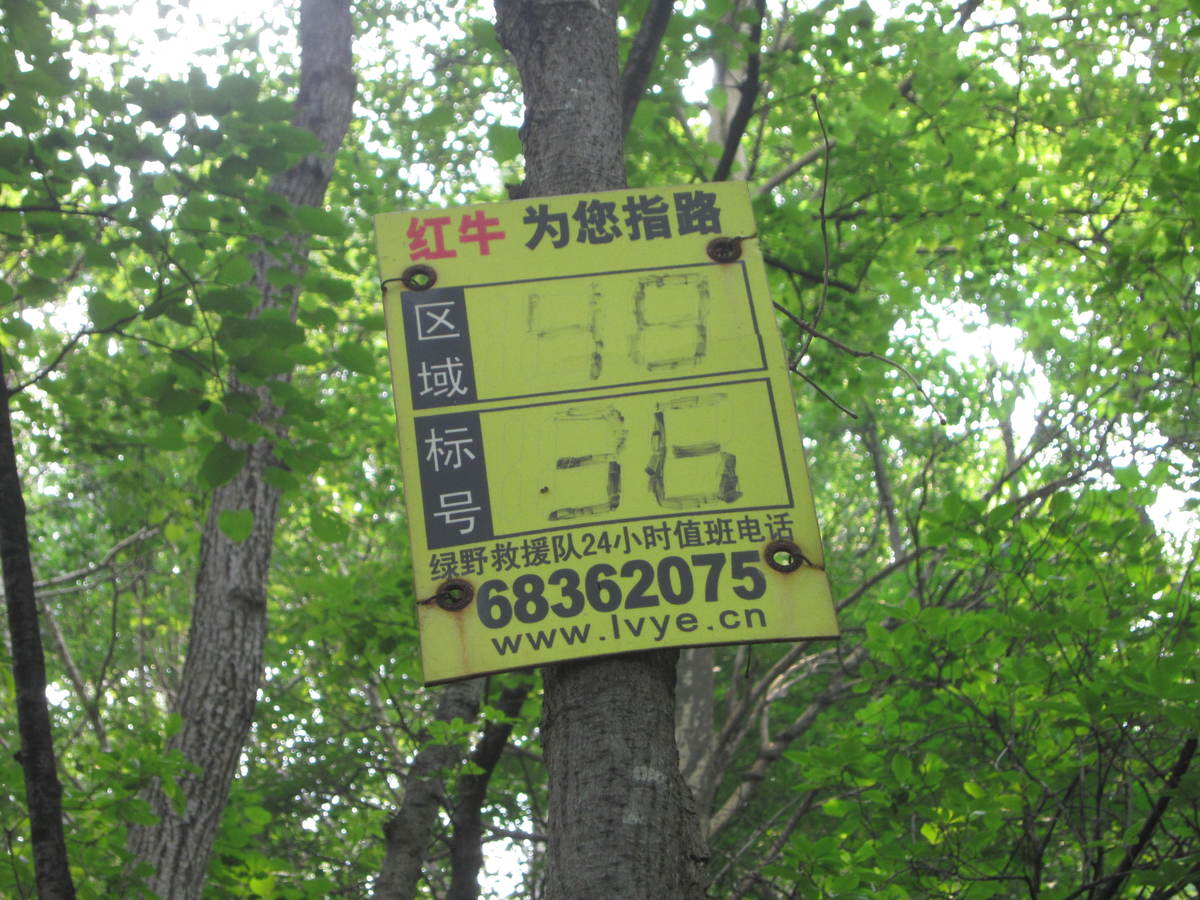 红牛 为您指路
区域 48
标号 36
绿野救援队24小时值班电话
68362075
www.lvye.cn